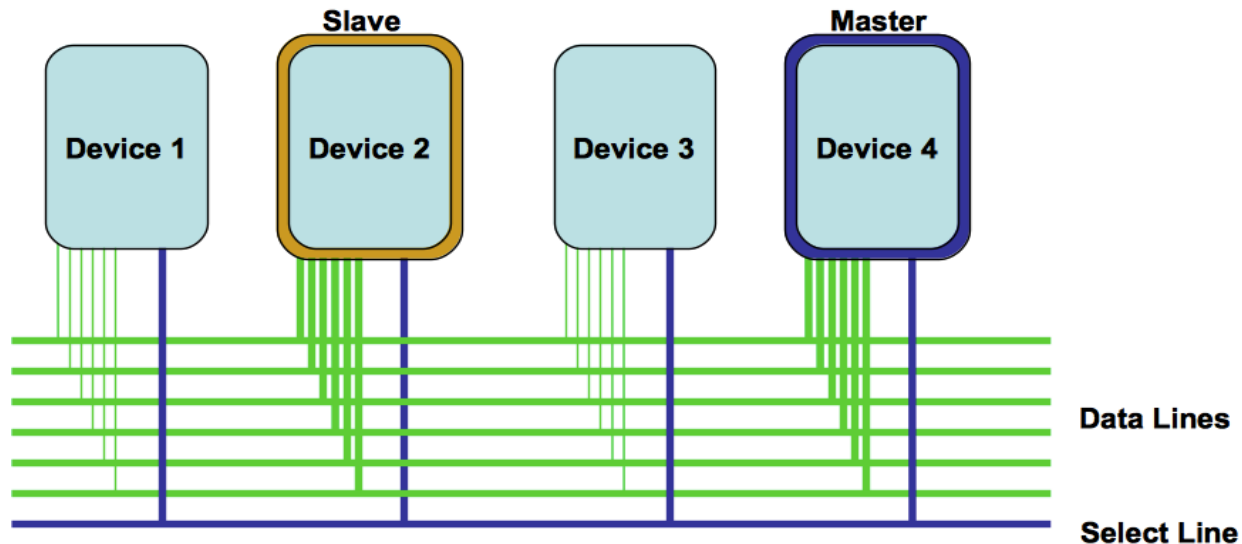 Slave
Master
Device 1
Device 2
Device 3
Device 4
Data Lines
Select Line